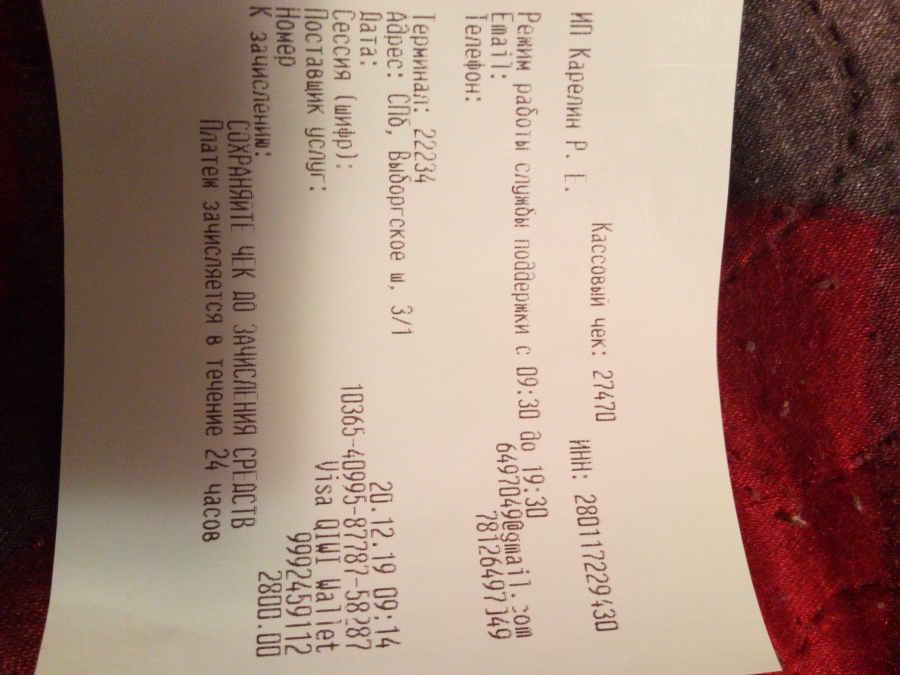 Кассовый чек: 27470
ИП Карелин Р. Е. ИНН: 280117229430
Режим работы службы поддержки с 09:30 до 19:30
Email: 6497049@gmail.com
Телефон: 78126497049
Терминал: 22234
Адрес: СПб, Выборгское ш, 3/1
Дата: 20.12.19 09:14
Сессия (шифр): 10365-40995-87787-58287
Поставщик услуг: Visa QIWI Wallet
Номер 9992459112
К зачислению: 2800.00
СОХРАНЯЙТЕ ЧЕК ДО ЗАЧИСЛЕНИЯ СРЕДСТВ
Платеж зачисляется в течение 24 часов